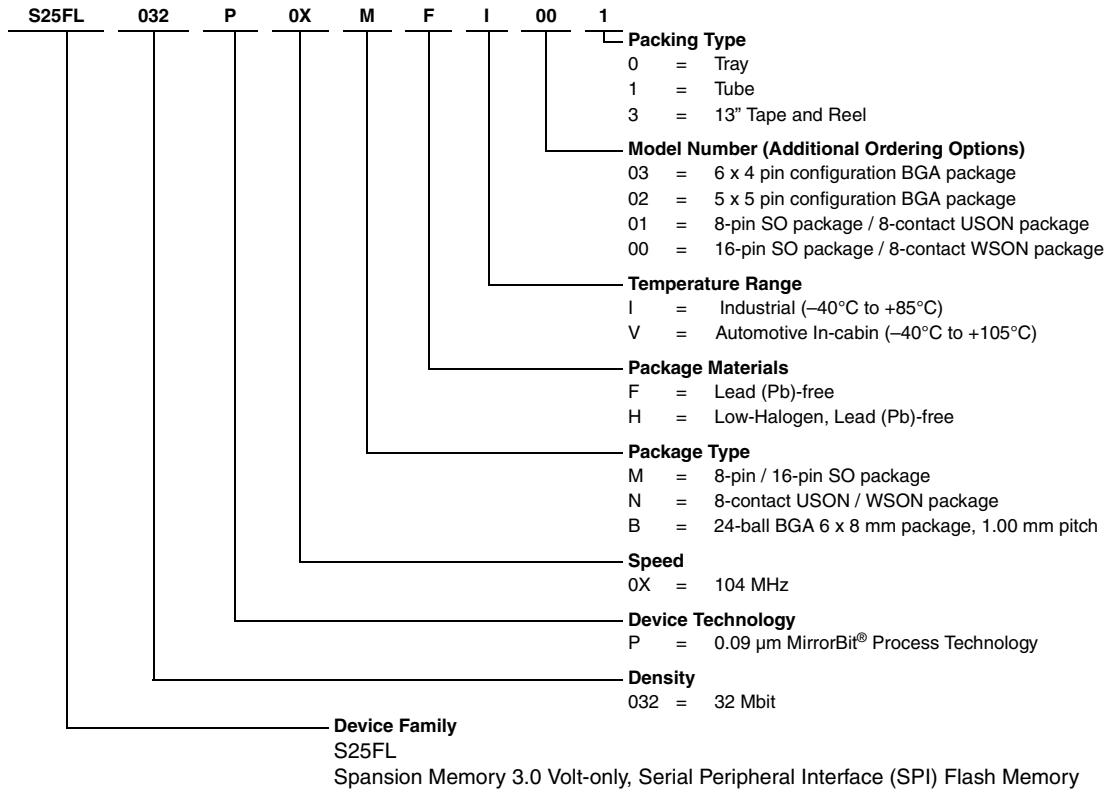 S25FL 032 P 0X M F I 00 1
Packing Type
0 = Tray
1 = Tube
3 = 13” Tape and Reel
Model Number (Additional Ordering Options)
03 = 6 x 4 pin configuration BGA package
02 = 5 x 5 pin configuration BGA package
01 = 8-pin SO package / 8-contact USON package
00 = 16-pin SO package / 8-contact WSON package
Temperature Range
I = Industrial (–40°C to +85°C)
V = Automotive In-cabin (–40°C to +105°C)
Package Materials
F = Lead (Pb)-free
H = Low-Halogen, Lead (Pb)-free
Package Type
M = 8-pin / 16-pin SO package
N = 8-contact USON / WSON package
B = 24-ball BGA 6 x 8 mm package, 1.00 mm pitch
Speed
0X = 104 MHz
Device Technology
P = 0.09 µm MirrorBit® Process Technology
Density
032 = 32 Mbit
Device Family
S25FL
Spansion Memory 3.0 Volt-only, Serial Peripheral Interface (SPI) Flash Memory